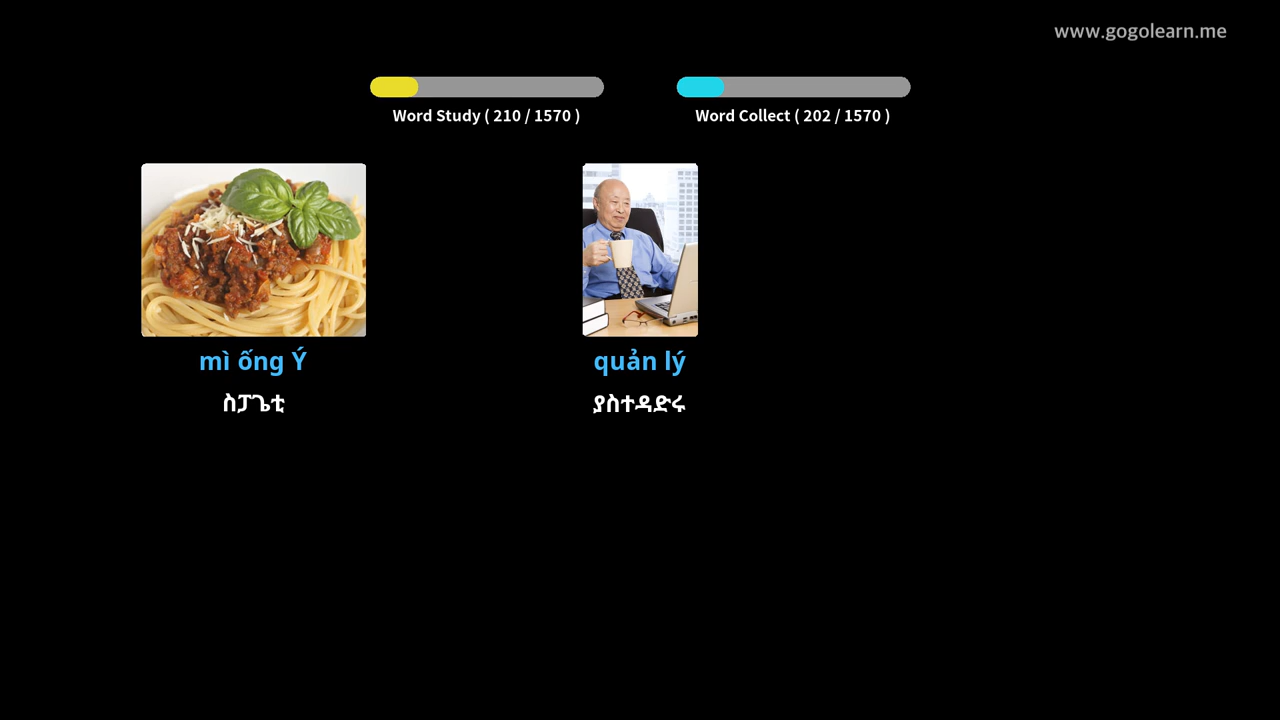 www.gogolearn.me
Word Study ( 210 / 1570 )
Word Collect ( 202 / 1570 )
mì ống Ý
ስፓጌቲ
quản lý
ያስተዳድሩ